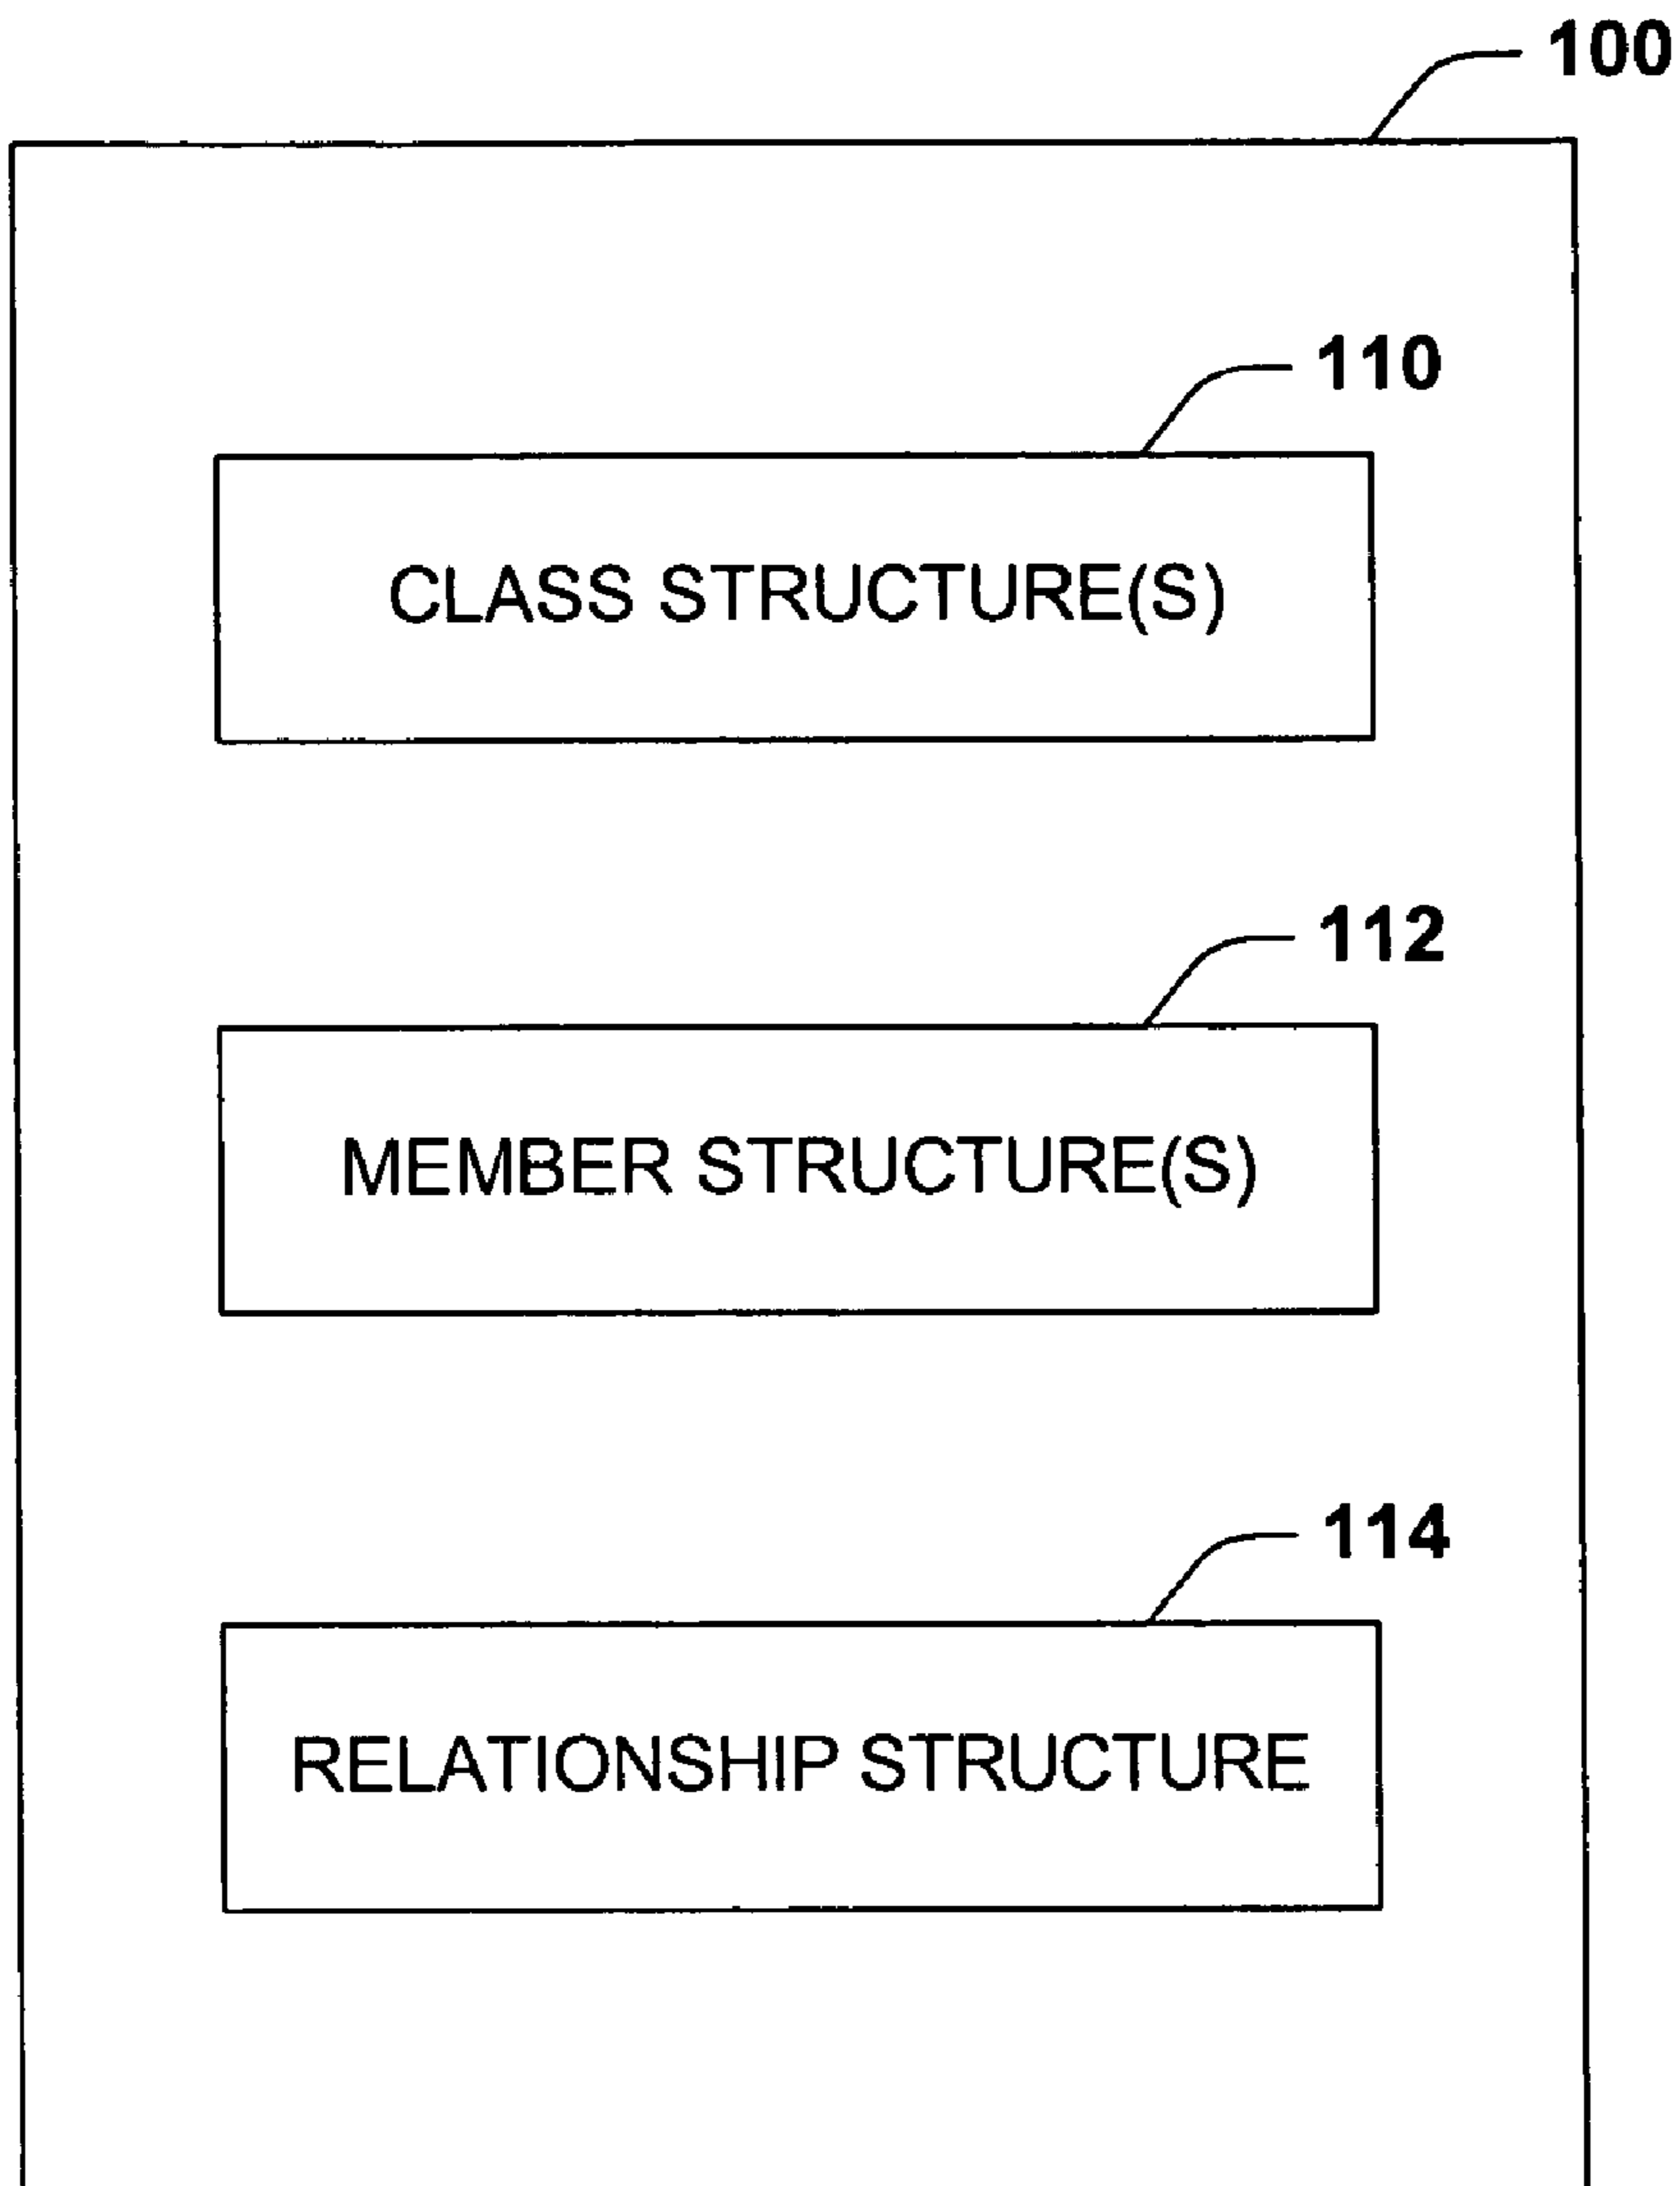 100
110
CLASS STRUCTURE(S)
112
MEMBER STRUCTURE(S)
114
RELATIONSHIP STRUCTURE